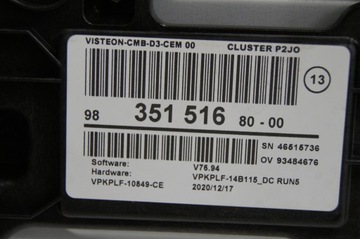 VISTEON-CMB-D3-CEM 00 CLUSTER P2JO
13
98 351 516 80 - 00
SN 46515736
OV 93484676
Software: V76.94
Hardware: VPKPLF-14B115_DC RUN5
VPKPLF-10849-CE 2020/12/17